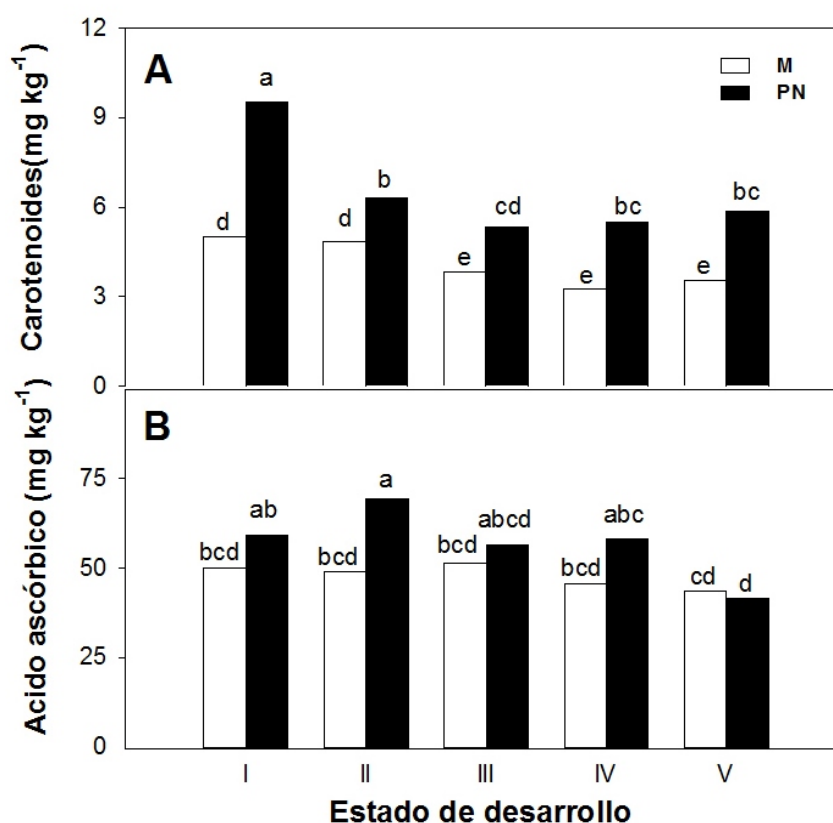 12
A
M
a
PN
9
Carotenoides(mg kg-1)
b
bc
6
cd
bc
d
d
e
e
e
3
0
B
Acido ascórbico (mg kg-1)
75
a
ab
abcd
abc
bcd
bcd
bcd
bcd
50
cd
d
25
0
I II III IV V
Estado de desarrollo